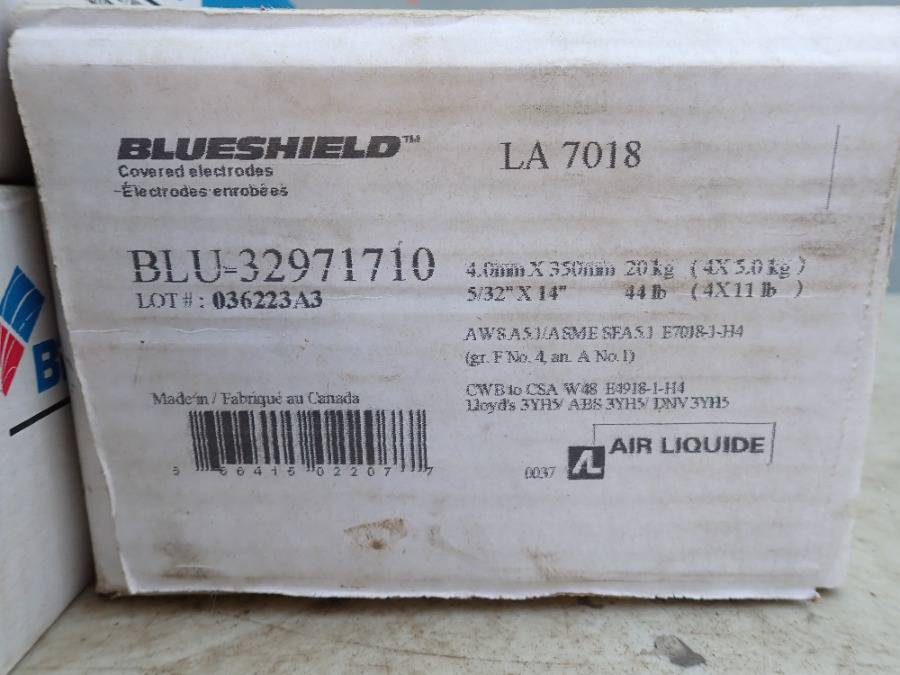 BLUESHIELD™
Covered electrodes
Électrodes enrobées
LA 7018
BLU-32971710
LOT # : 036223A3
4.0mm X 350mm 20 kg ( 4X 5.0 kg )
5/32" X 14" 44 lb ( 4X 11 lb )
AWS A5.1/ASME SFA5.1 E7018-1-H4
(gr. F No. 4, an. A No.1)
CWB to CSA W48 E4918-1-H4
Lloyd's 3YH5/ ABS 3YH5/ DNV 3YH5
Made in / Fabriqué au Canada
56415 02207 7
0037
AIR LIQUIDE
B